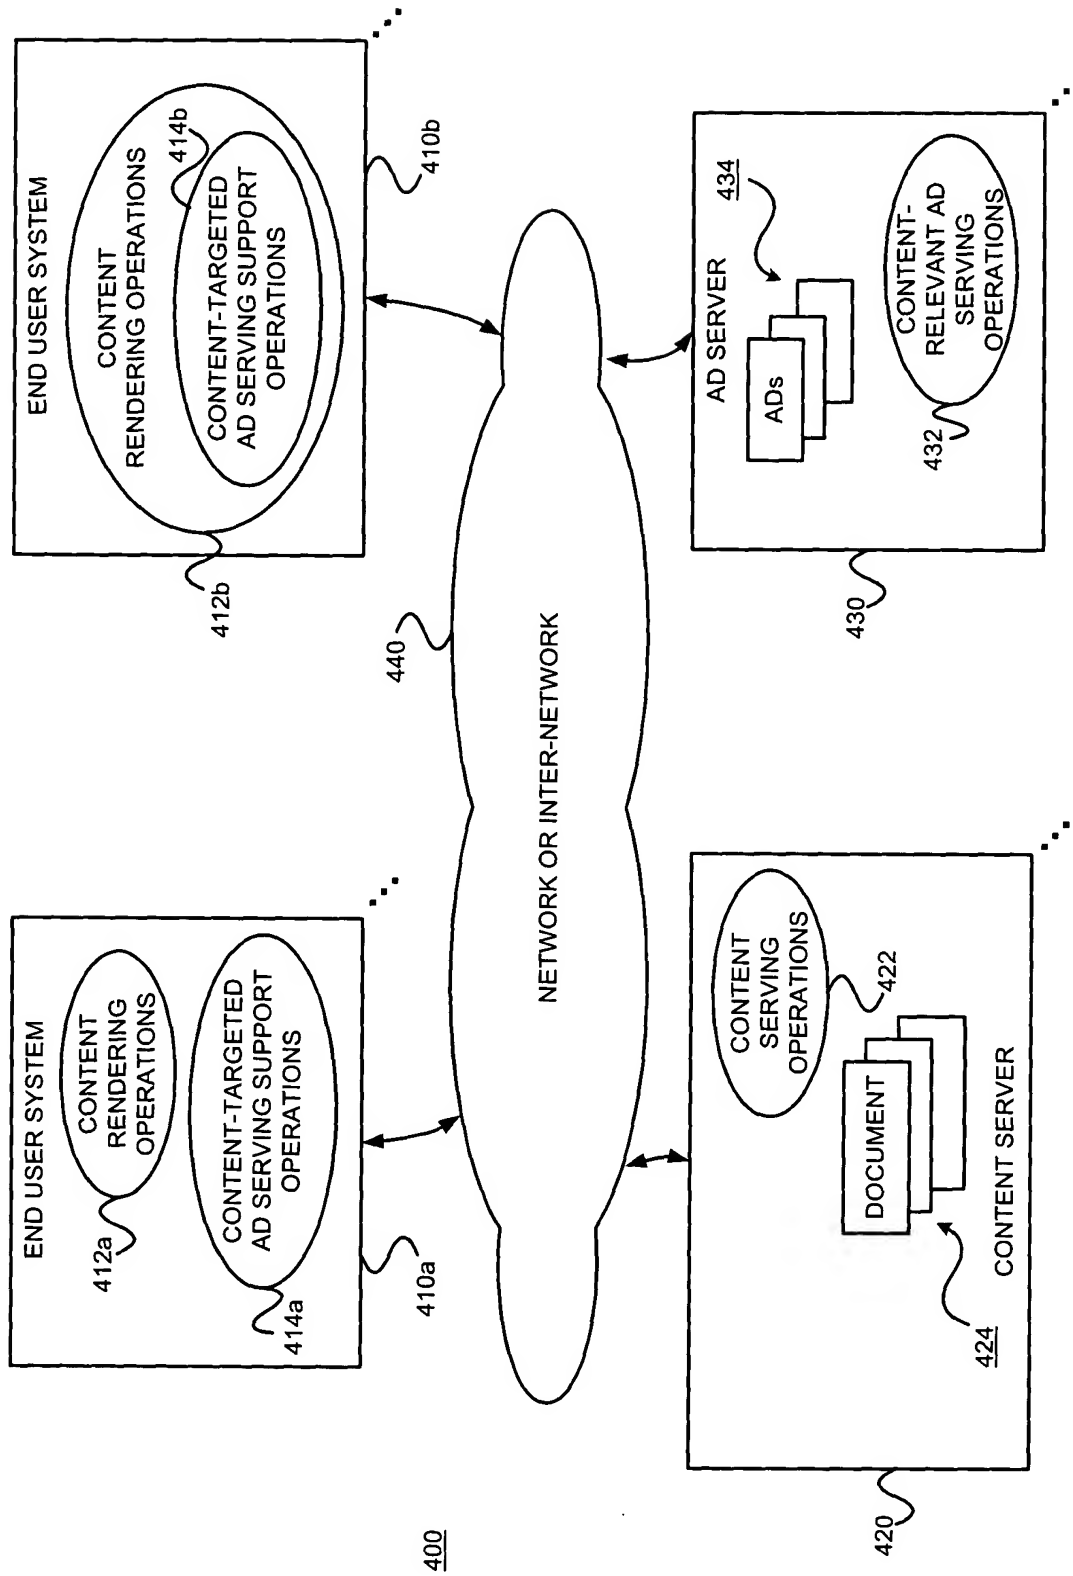 400
END USER SYSTEM
CONTENT
RENDERING
OPERATIONS
412a
CONTENT-TARGETED
AD SERVING SUPPORT
OPERATIONS
414a
410a
END USER SYSTEM
CONTENT
RENDERING OPERATIONS
414b
CONTENT-TARGETED
AD SERVING SUPPORT
OPERATIONS
412b
410b
440
NETWORK OR INTER-NETWORK
CONTENT
SERVING
OPERATIONS
422
DOCUMENT
424
CONTENT SERVER
420
AD SERVER
434
ADs
CONTENT-
RELEVANT AD
SERVING
OPERATIONS
432
430